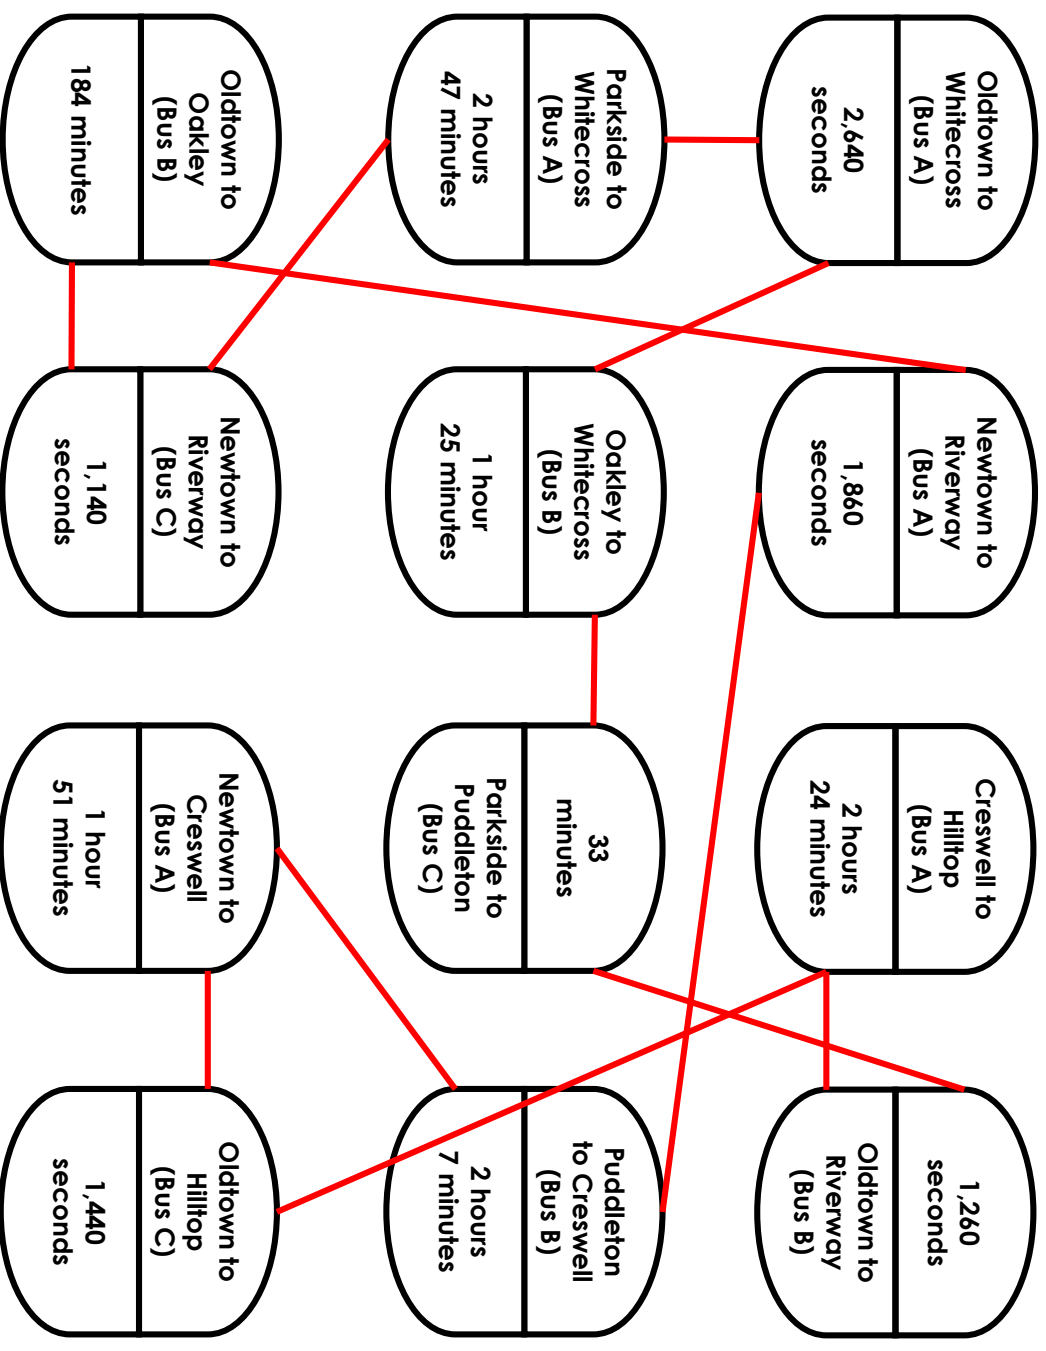 Oldtown to
Whitecross
(Bus A)
2,640
seconds
Newtown to
Riverway
(Bus A)
1,860
seconds
Creswell to
Hilltop
(Bus A)
2 hours
24 minutes
1,260
seconds
Oldtown to
Riverway
(Bus B)
Parkside to
Whitecross
(Bus A)
2 hours
47 minutes
Oakley to
Whitecross
(Bus B)
1 hour
25 minutes
33
minutes
Parkside to
Puddleton
(Bus C)
Puddleton
to Creswell
(Bus B)
2 hours
7 minutes
Oldtown to
Oakley
(Bus B)
184 minutes
Newtown to
Riverway
(Bus C)
1,140
seconds
Newtown to
Creswell
(Bus A)
1 hour
51 minutes
Oldtown to
Hilltop
(Bus C)
1,440
seconds